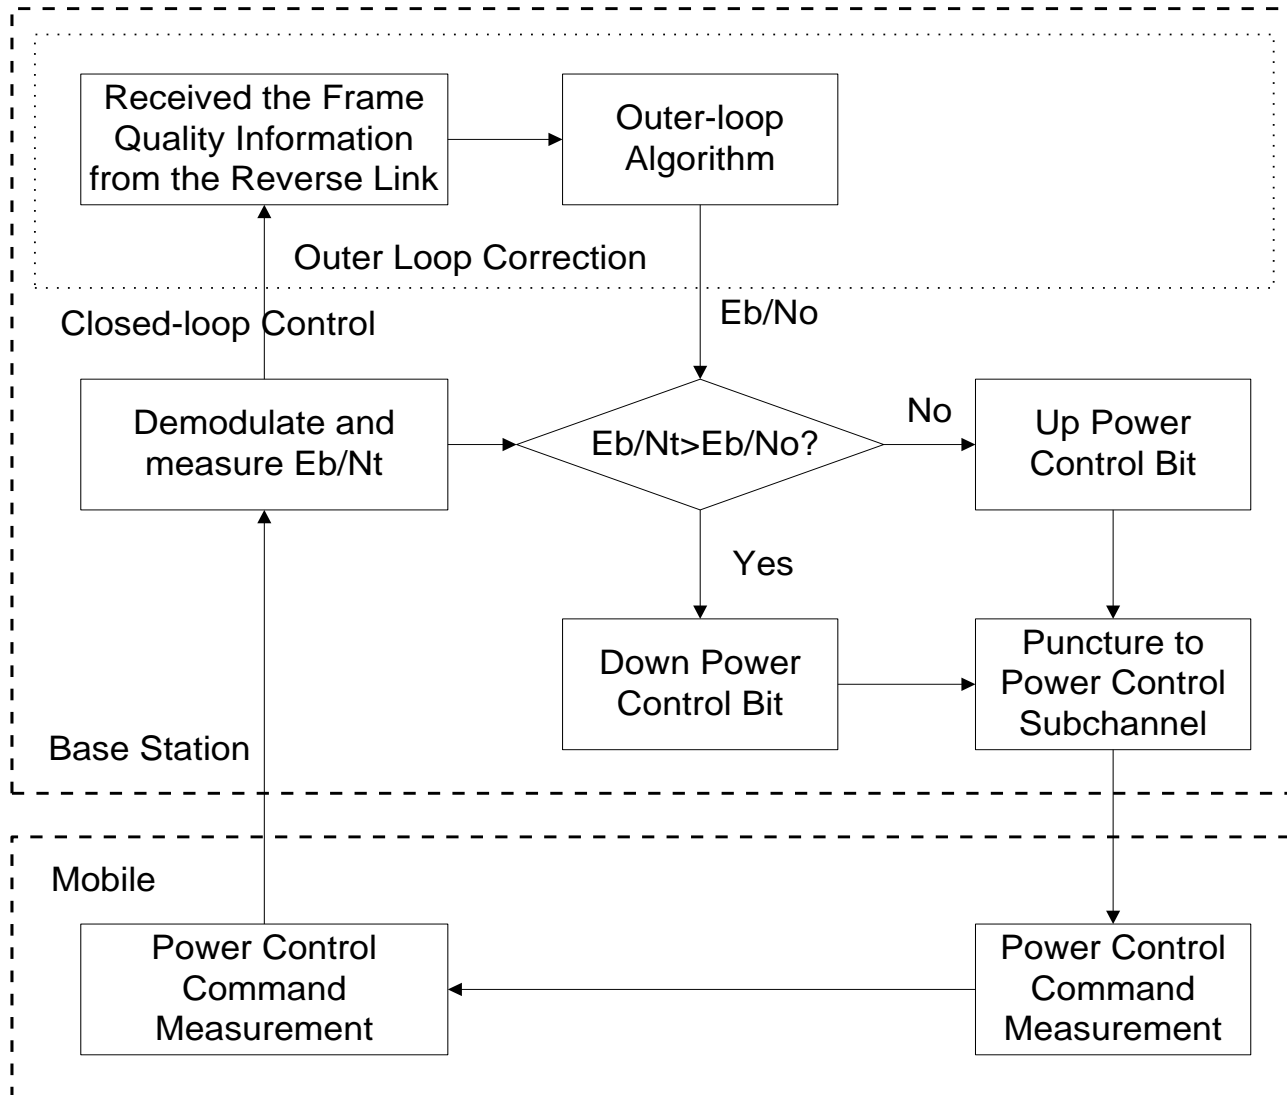 Received the Frame
Quality Information
from the Reverse Link
Outer-loop
Algorithm
Outer Loop Correction
Closed-loop Control
Eb/No
Demodulate and
measure Eb/Nt
Eb/Nt>Eb/No?
No
Up Power
Control Bit
Yes
Down Power
Control Bit
Puncture to
Power Control
Subchannel
Base Station
Mobile
Power Control
Command
Measurement
Power Control
Command
Measurement